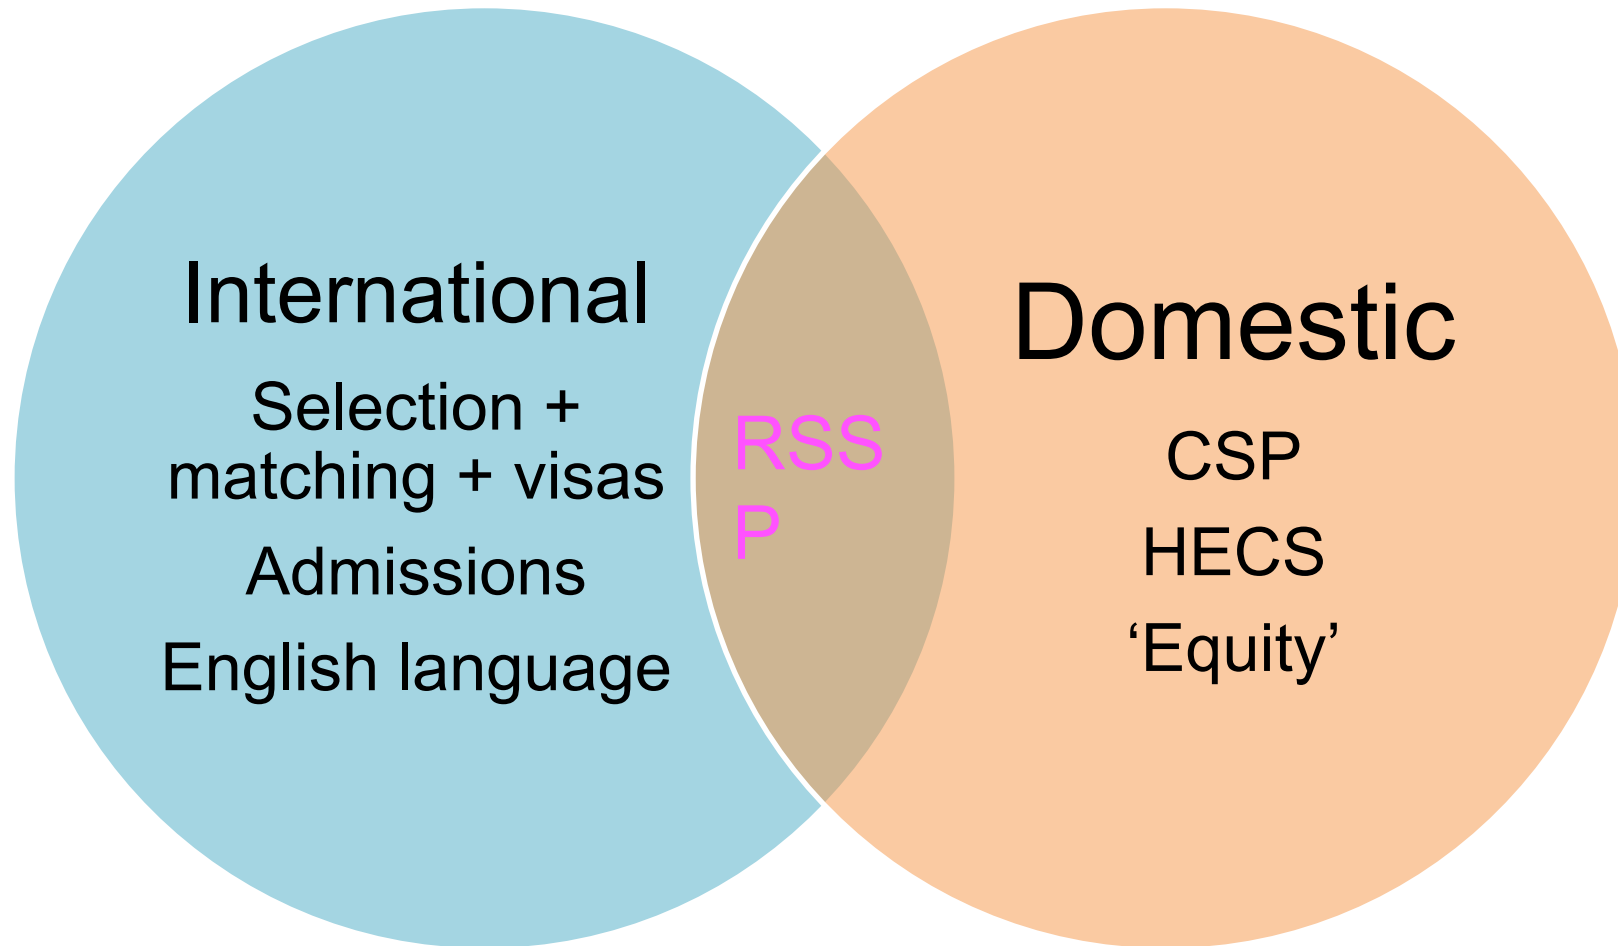 International
Selection +
matching + visas
Admissions
English language
RSS
P
Domestic
CSP
HECS
‘Equity’